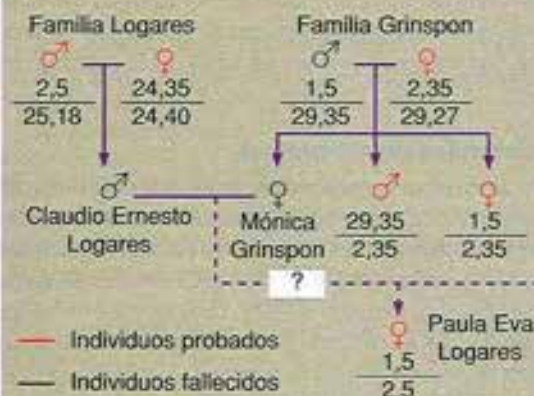 Familia Logares
Familia Grinspon
♂ ♀ ♂ ♀
2,5 24,35 1,5 2,35
25,18 24,40 29,35 29,27
♂ ♀ ♂ ♀
Claudio Ernesto
Logares
Mónica
Grinspon
29,35 1,5
2,35 2,35
?
♀
1,5
2,5
Paula Eva
Logares
Individuos probados
Individuos fallecidos